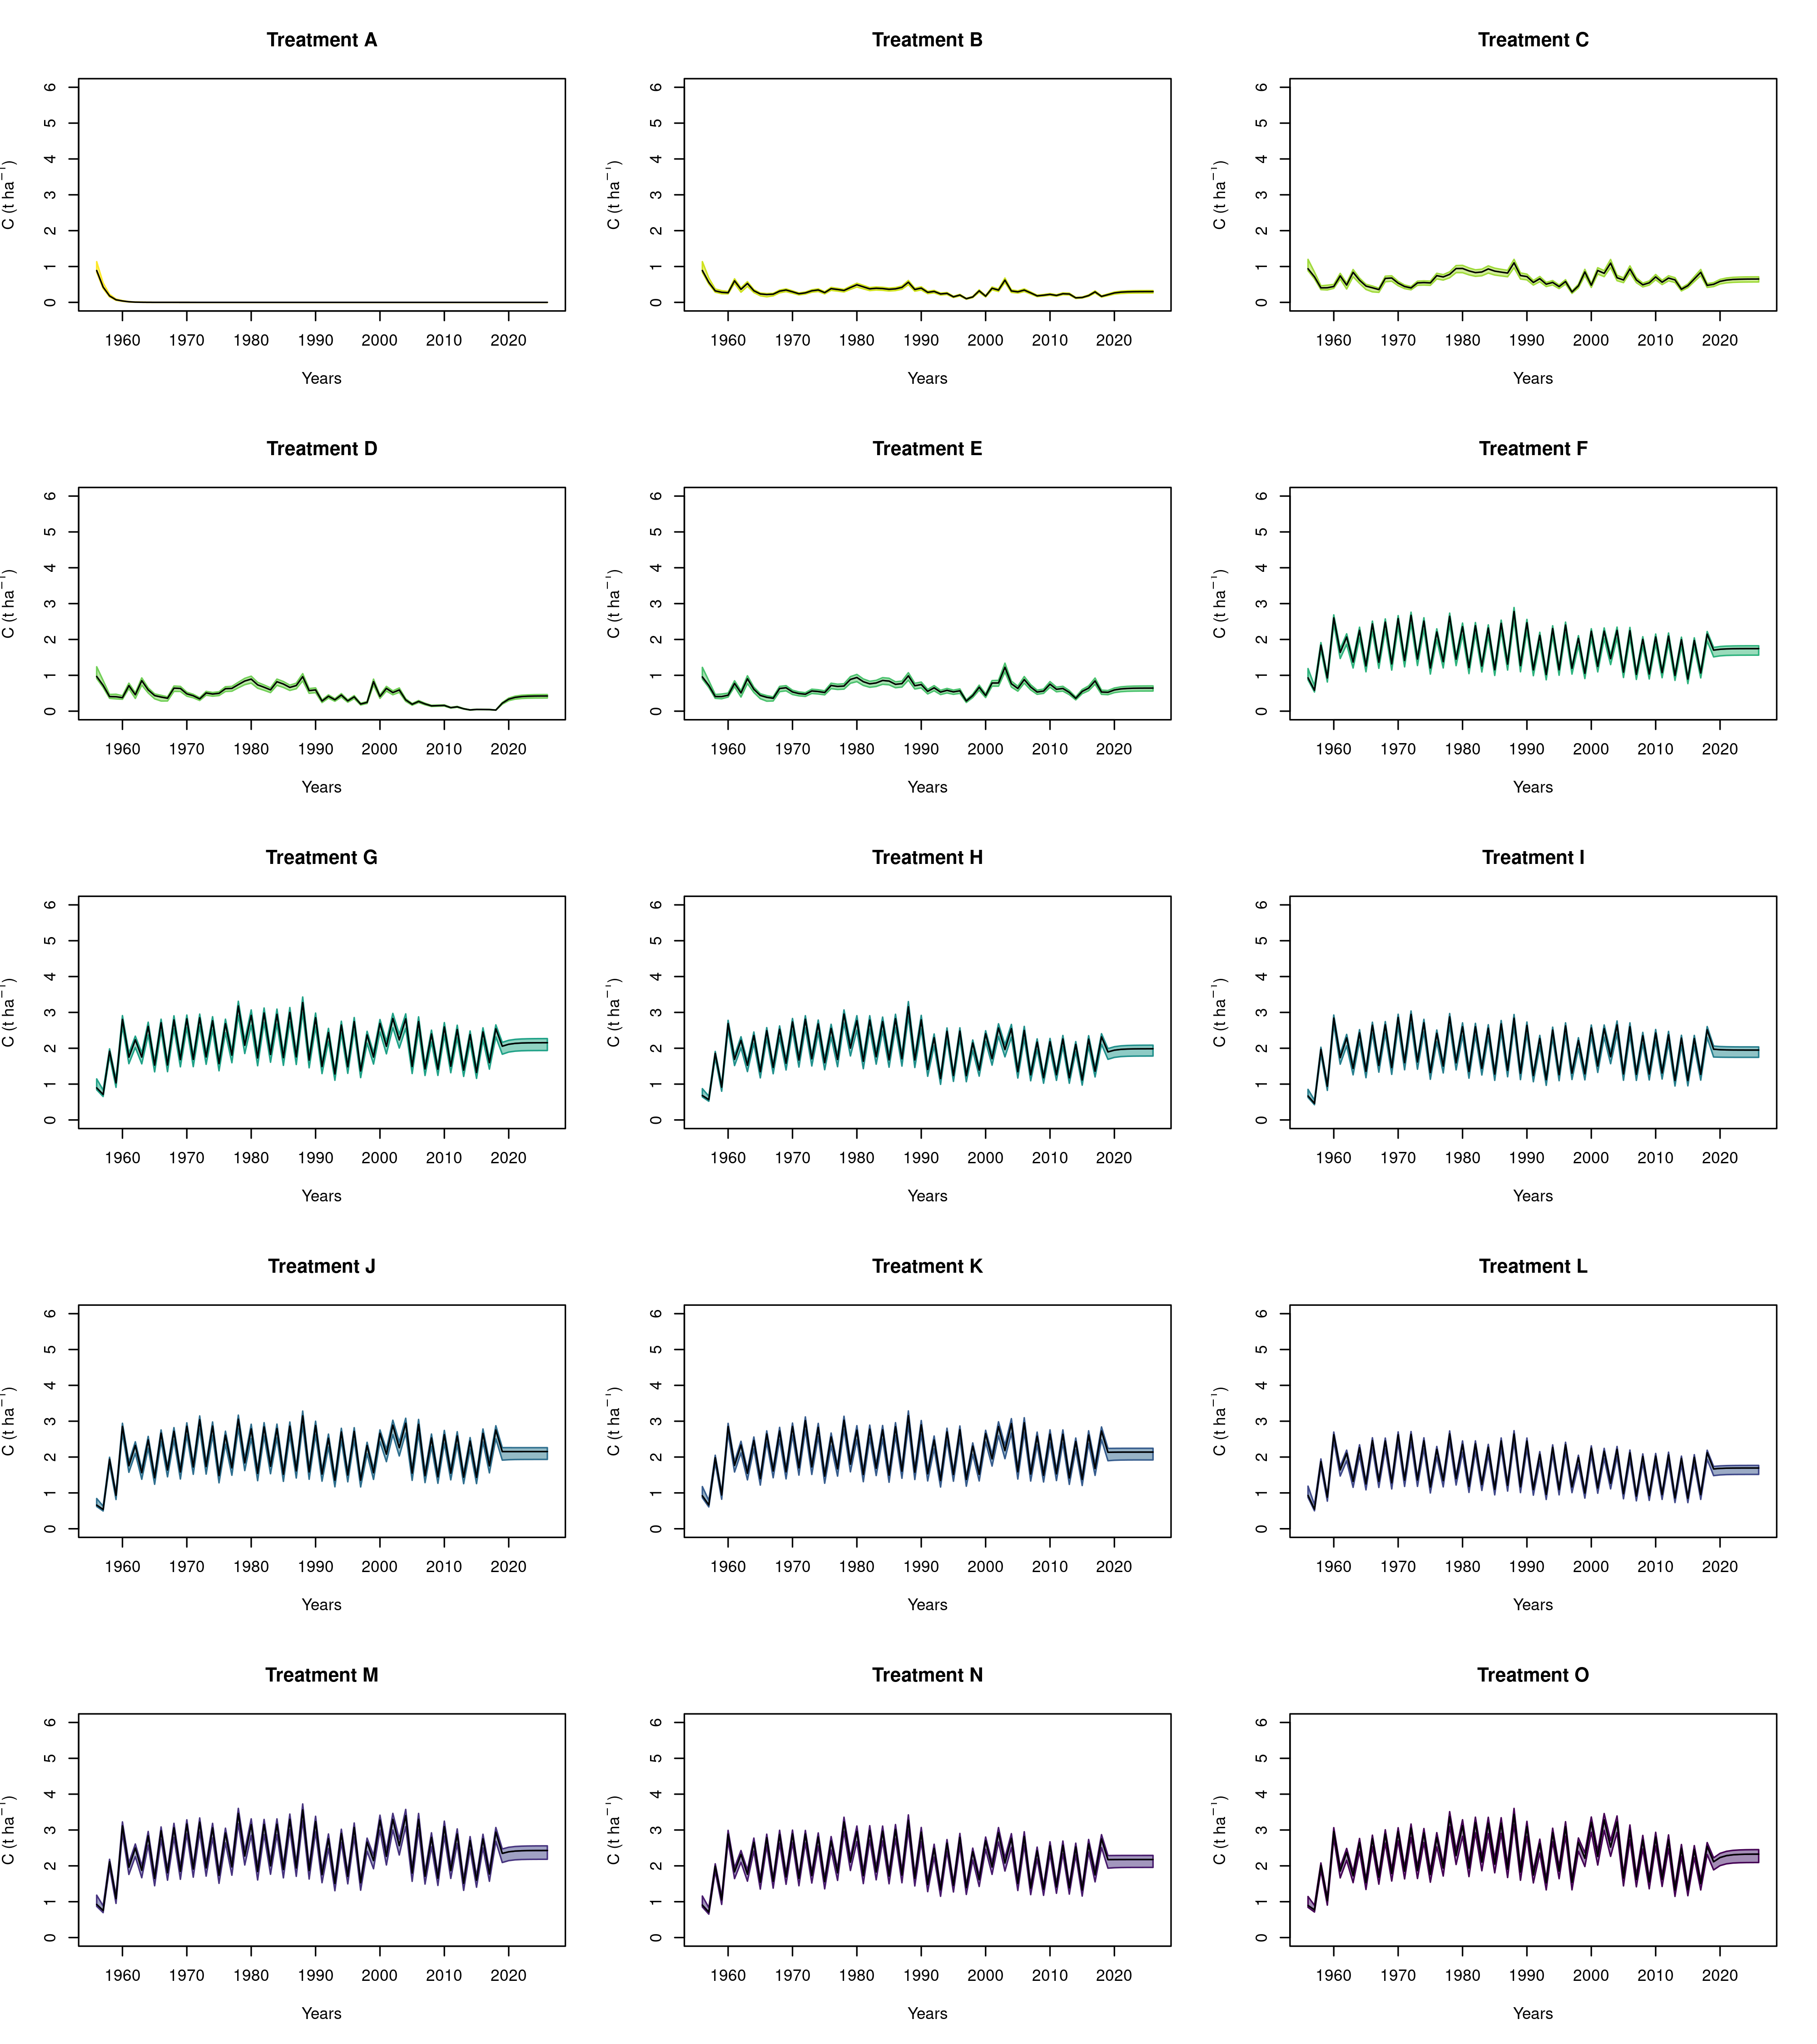 Treatment A
C (t ha⁻¹)
0 1 2 3 4 5 6
1960 1970 1980 1990 2000 2010 2020
Years
Treatment B
C (t ha⁻¹)
0 1 2 3 4 5 6
1960 1970 1980 1990 2000 2010 2020
Years
Treatment C
C (t ha⁻¹)
0 1 2 3 4 5 6
1960 1970 1980 1990 2000 2010 2020
Years
Treatment D
C (t ha⁻¹)
0 1 2 3 4 5 6
1960 1970 1980 1990 2000 2010 2020
Years
Treatment E
C (t ha⁻¹)
0 1 2 3 4 5 6
1960 1970 1980 1990 2000 2010 2020
Years
Treatment F
C (t ha⁻¹)
0 1 2 3 4 5 6
1960 1970 1980 1990 2000 2010 2020
Years
Treatment G
C (t ha⁻¹)
0 1 2 3 4 5 6
1960 1970 1980 1990 2000 2010 2020
Years
Treatment H
C (t ha⁻¹)
0 1 2 3 4 5 6
1960 1970 1980 1990 2000 2010 2020
Years
Treatment I
C (t ha⁻¹)
0 1 2 3 4 5 6
1960 1970 1980 1990 2000 2010 2020
Years
Treatment J
C (t ha⁻¹)
0 1 2 3 4 5 6
1960 1970 1980 1990 2000 2010 2020
Years
Treatment K
C (t ha⁻¹)
0 1 2 3 4 5 6
1960 1970 1980 1990 2000 2010 2020
Years
Treatment L
C (t ha⁻¹)
0 1 2 3 4 5 6
1960 1970 1980 1990 2000 2010 2020
Years
Treatment M
C (t ha⁻¹)
0 1 2 3 4 5 6
1960 1970 1980 1990 2000 2010 2020
Years
Treatment N
C (t ha⁻¹)
0 1 2 3 4 5 6
1960 1970 1980 1990 2000 2010 2020
Years
Treatment O
C (t ha⁻¹)
0 1 2 3 4 5 6
1960 1970 1980 1990 2000 2010 2020
Years